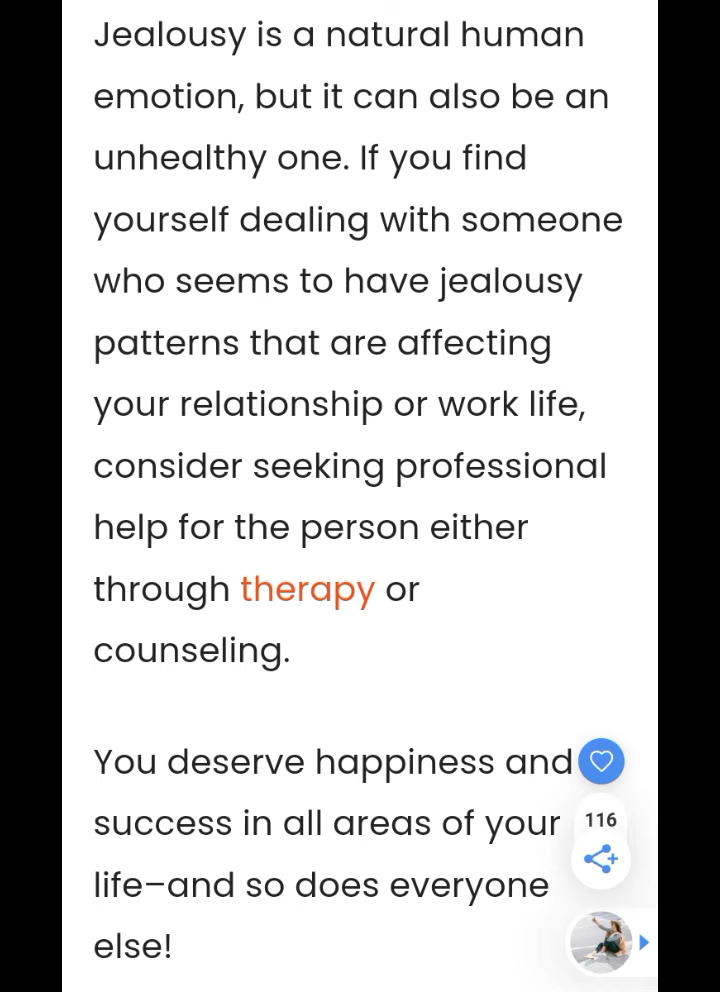 Jealousy is a natural human
emotion, but it can also be an
unhealthy one. If you find
yourself dealing with someone
who seems to have jealousy
patterns that are affecting
your relationship or work life,
consider seeking professional
help for the person either
through therapy or
counseling.
You deserve happiness and
success in all areas of your
116
life–and so does everyone
else!